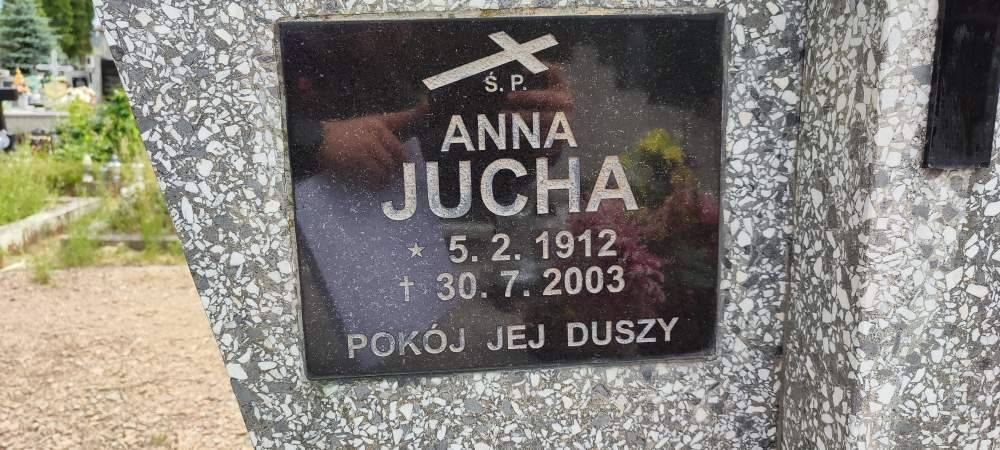 Ś. P.
ANNA
JUCHA
★ 5. 2. 1912
† 30. 7. 2003
POKÓJ JEJ DUSZY